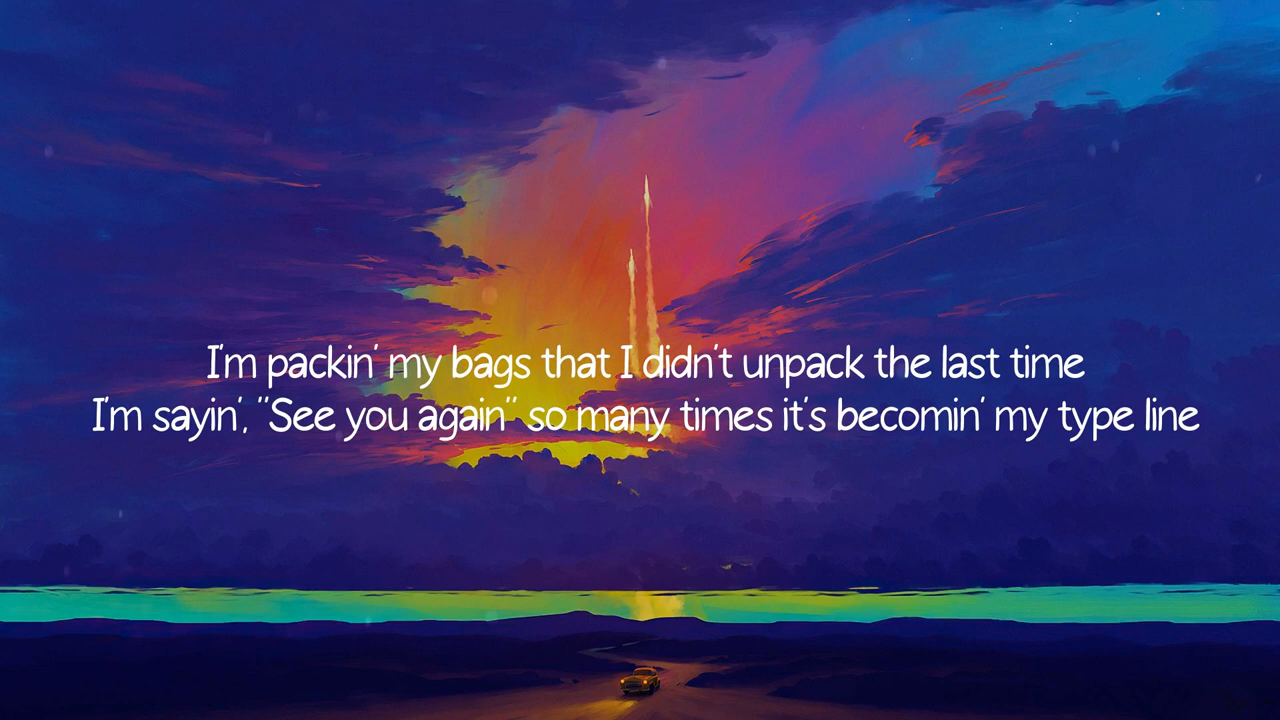 I'm packin' my bags that I didn't unpack the last time
I'm sayin', "See you again" so many times it's becomin' my type line